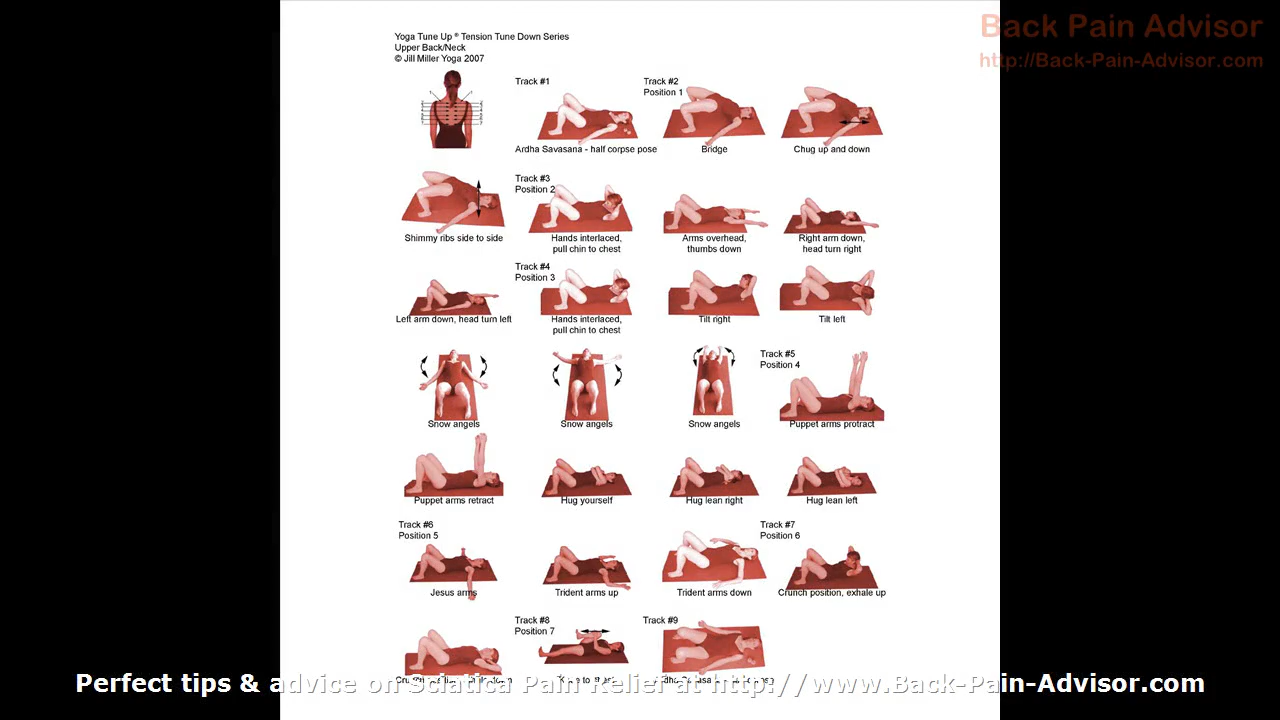 Yoga Tune Up ® Tension Tune Down Series
Upper Back/Neck
© Jill Miller Yoga 2007
Back Pain Advisor
http://Back-Pain-Advisor.com
Track #1
Track #2
Position 1
Ardha Savasana - half corpse pose
Bridge
Chug up and down
Track #3
Position 2
Shimmy ribs side to side
Hands interlaced,
pull chin to chest
Arms overhead,
thumbs down
Right arm down,
head turn right
Track #4
Position 3
Left arm down, head turn left
Hands interlaced,
pull chin to chest
Tilt right
Tilt left
Track #5
Position 4
Snow angels
Snow angels
Snow angels
Puppet arms protract
Puppet arms retract
Hug yourself
Hug lean right
Hug lean left
Track #6
Position 5
Track #7
Position 6
Jesus arms
Trident arms up
Trident arms down
Crunch position, exhale up
Track #8
Position 7
Track #9
Perfect tips & advice on Sciatica Pain Relief at http://www.Back-Pain-Advisor.com